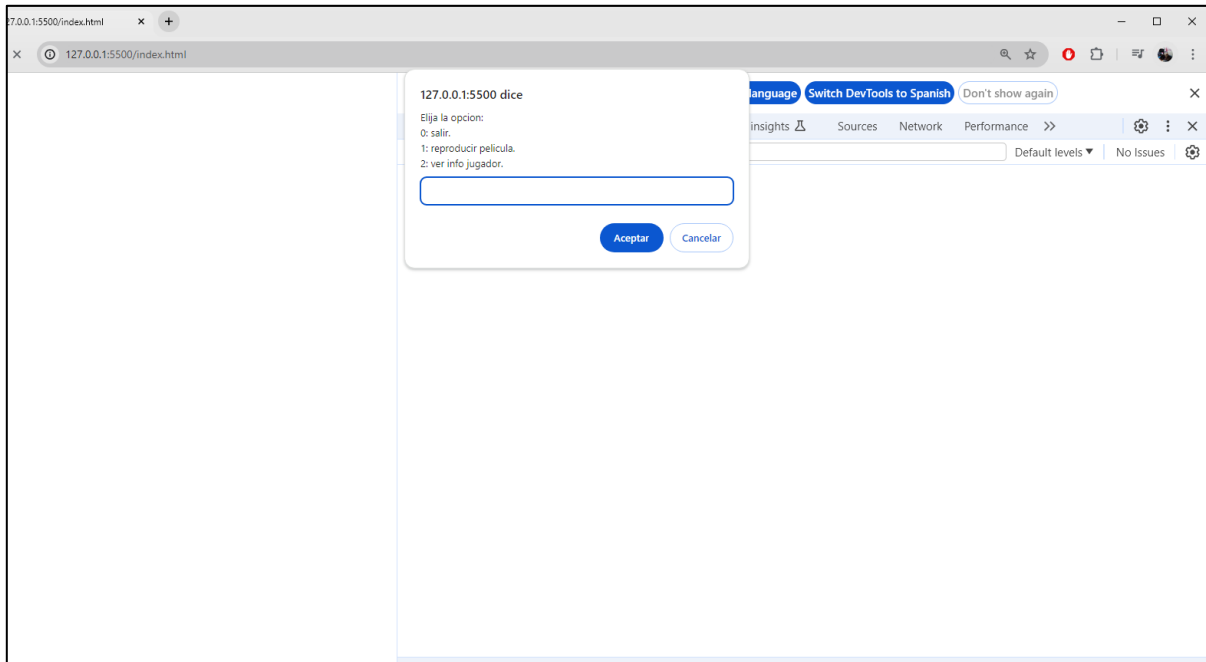 27.0.0.1:5500/index.html
127.0.0.1:5500/index.html
127.0.0.1:5500 dice
Elija la opcion:
0: salir.
1: reproducir pelicula.
2: ver info jugador.
Aceptar Cancelar
language Switch DevTools to Spanish Don't show again
insights Sources Network Performance
Default levels No Issues